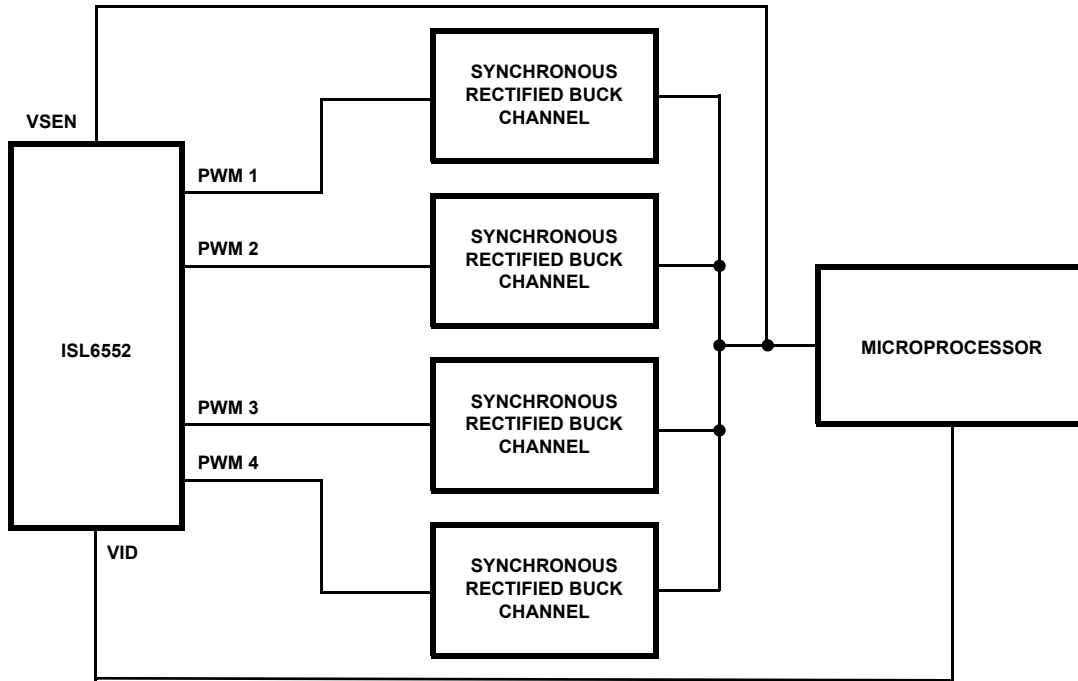 VSEN
ISL6552
VID
PWM 1
PWM 2
PWM 3
PWM 4
SYNCHRONOUS
RECTIFIED BUCK
CHANNEL
SYNCHRONOUS
RECTIFIED BUCK
CHANNEL
SYNCHRONOUS
RECTIFIED BUCK
CHANNEL
SYNCHRONOUS
RECTIFIED BUCK
CHANNEL
MICROPROCESSOR